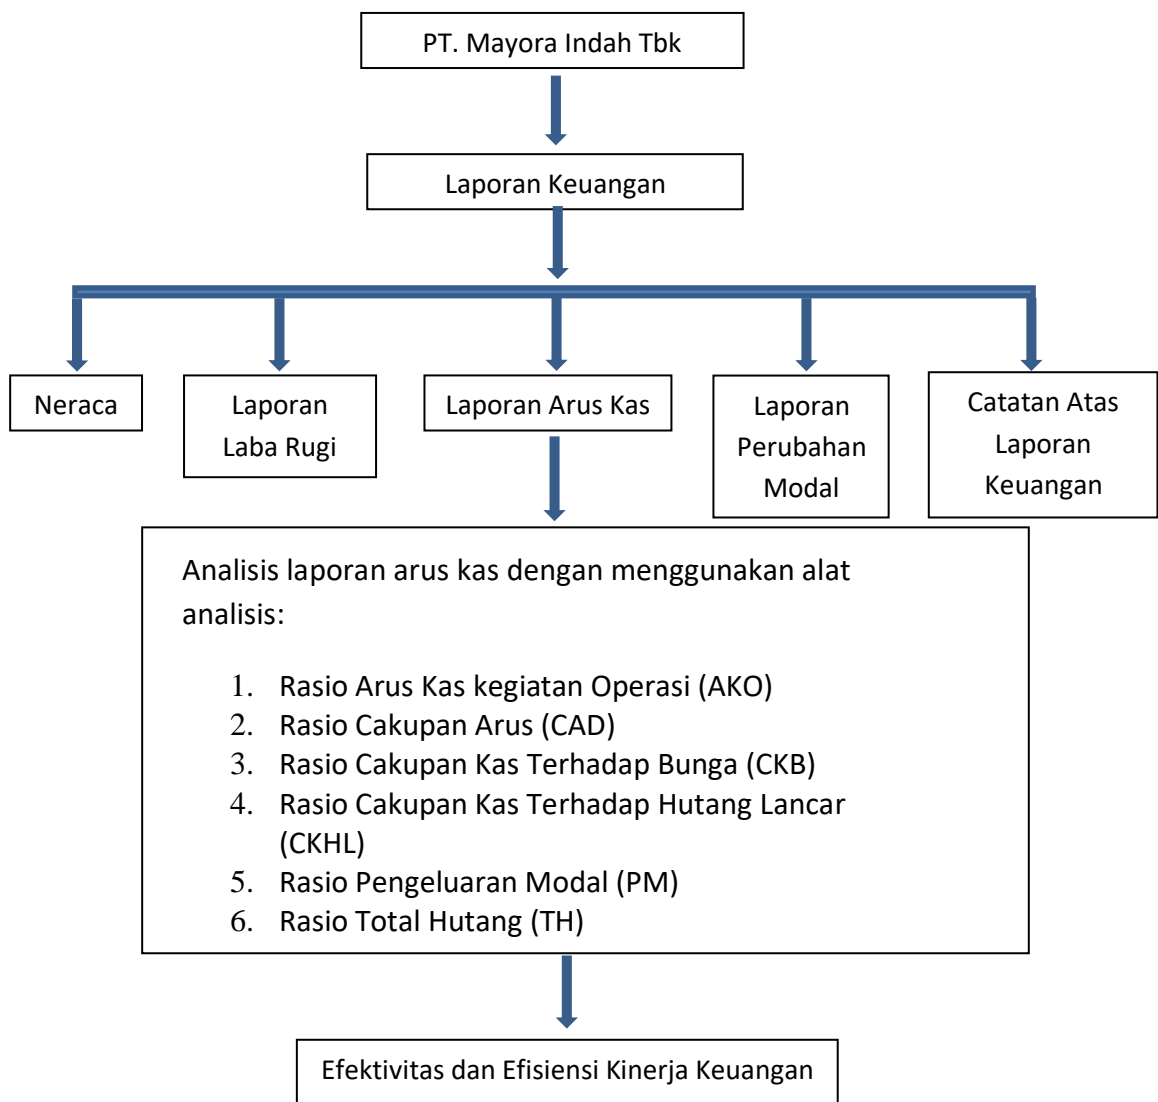 PT. Mayora Indah Tbk
Laporan Keuangan
Neraca
Laporan
Laba Rugi
Laporan Arus Kas
Laporan
Perubahan
Modal
Catatan Atas
Laporan
Keuangan
Analisis laporan arus kas dengan menggunakan alat
analisis:
1. Rasio Arus Kas kegiatan Operasi (AKO)
2. Rasio Cakupan Arus (CAD)
3. Rasio Cakupan Kas Terhadap Bunga (CKB)
4. Rasio Cakupan Kas Terhadap Hutang Lancar
(CKHL)
5. Rasio Pengeluaran Modal (PM)
6. Rasio Total Hutang (TH)
Efektivitas dan Efisiensi Kinerja Keuangan